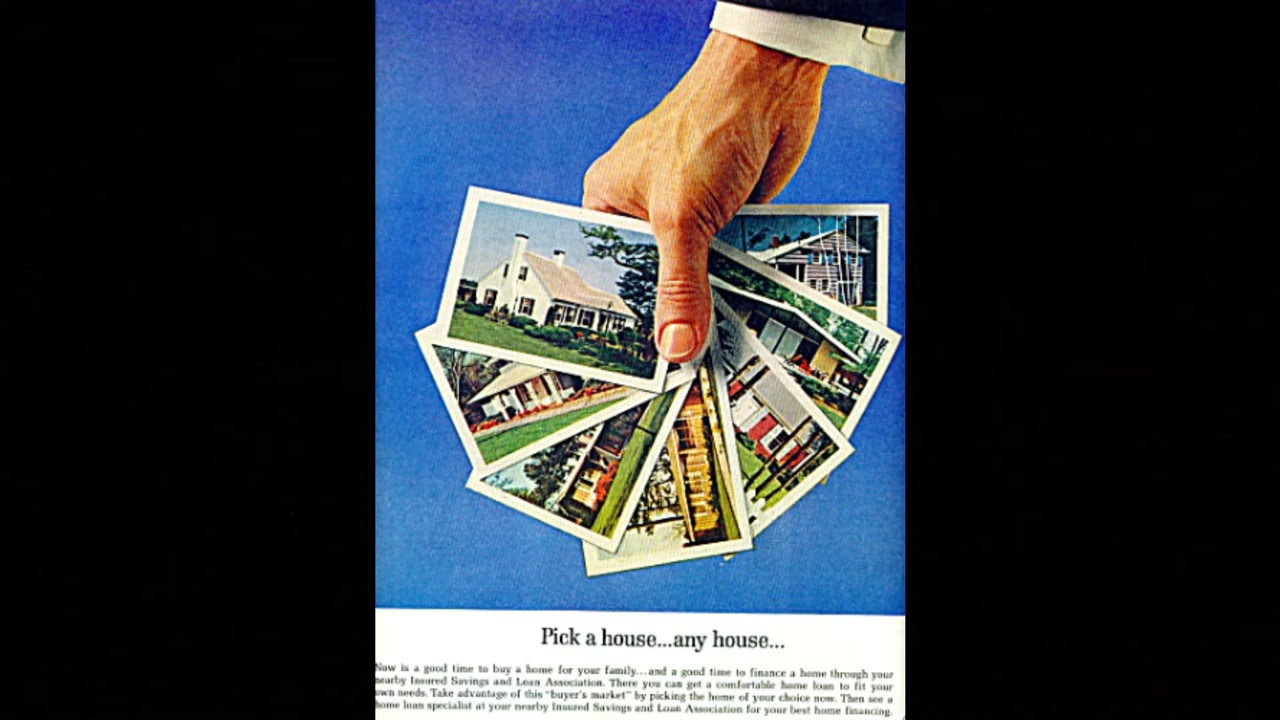 Pick a house...any house...
Now is a good time to buy a home for your family...and a good time to finance a home through your
nearby Insured Savings and Loan Association. There you can get a comfortable home loan to fit your
own needs. Take advantage of this "buyer's market" by picking the home of your choice now. Then see a
home loan specialist at your nearby Insured Savings and Loan Association for your best home financing.